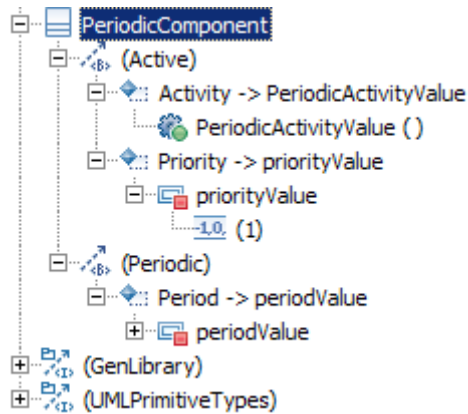 PeriodicComponent
<B> (Active)
Activity -> PeriodicActivityValue
PeriodicActivityValue ( )
Priority -> priorityValue
priorityValue
-1,0, (1)
<B> (Periodic)
Period -> periodValue
periodValue
<I> (GenLibrary)
<I> (UMLPrimitiveTypes)